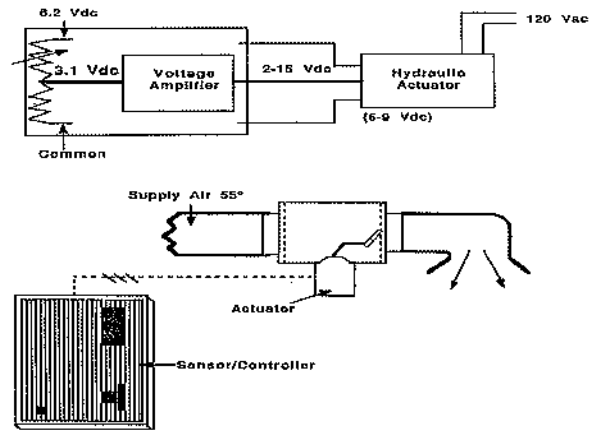 6.2 Vdc
120 Vac
3.1 Vdc
Voltage
Amplifier
2-15 Vdc
Hydraulic
Actuator
(6-9 Vdc)
Common
Supply Air 55°
Actuator
Sensor/Controller